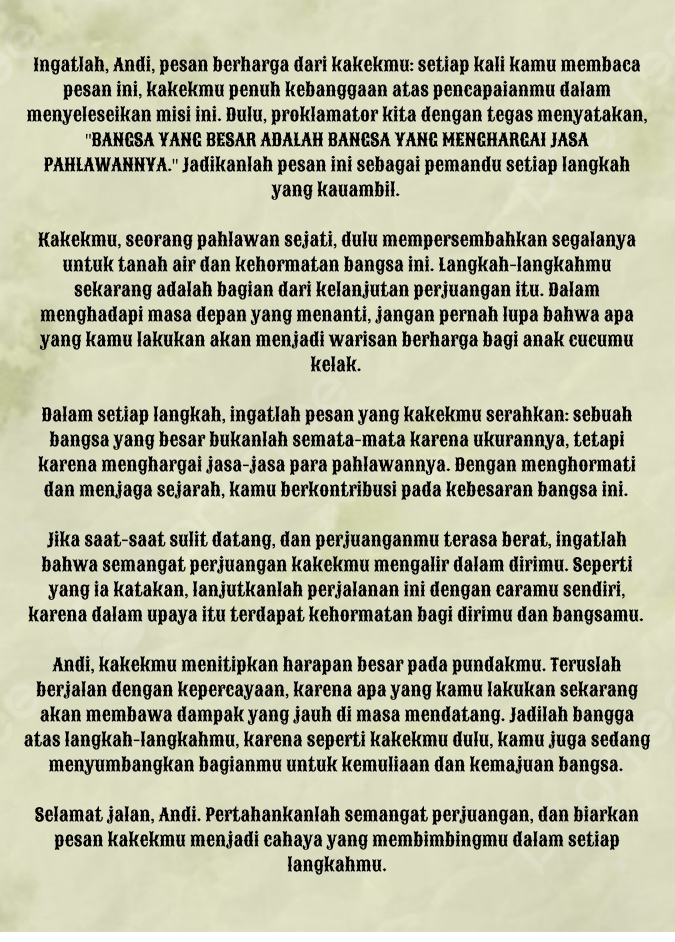 Ingatlah, Andi, pesan berharga dari kakekmu: setiap kali kamu membaca
pesan ini, kakekmu penuh kebanggaan atas pencapaianmu dalam
menyeleseikan misi ini. Dulu, proklamator kita dengan tegas menyatakan,
"BANGSA YANG BESAR ADALAH BANGSA YANG MENGHARGAI JASA
PAHLAWANNYA." Jadikanlah pesan ini sebagai pemandu setiap langkah
yang kauambil.
Kakekmu, seorang pahlawan sejati, dulu mempersembahkan segalanya
untuk tanah air dan kehormatan bangsa ini. Langkah-langkahmu
sekarang adalah bagian dari kelanjutan perjuangan itu. Dalam
menghadapi masa depan yang menanti, jangan pernah lupa bahwa apa
yang kamu lakukan akan menjadi warisan berharga bagi anak cucumu
kelak.
Dalam setiap langkah, ingatlah pesan yang kakekmu serahkan: sebuah
bangsa yang besar bukanlah semata-mata karena ukurannya, tetapi
karena menghargai jasa-jasa para pahlawannya. Dengan menghormati
dan menjaga sejarah, kamu berkontribusi pada kebesaran bangsa ini.
Jika saat-saat sulit datang, dan perjuanganmu terasa berat, ingatlah
bahwa semangat perjuangan kakekmu mengalir dalam dirimu. Seperti
yang ia katakan, lanjutkanlah perjalanan ini dengan caramu sendiri,
karena dalam upaya itu terdapat kehormatan bagi dirimu dan bangsamu.
Andi, kakekmu menitipkan harapan besar pada pundakmu. Teruslah
berjalan dengan kepercayaan, karena apa yang kamu lakukan sekarang
akan membawa dampak yang jauh di masa mendatang. Jadilah bangga
atas langkah-langkahmu, karena seperti kakekmu dulu, kamu juga sedang
menyumbangkan bagianmu untuk kemuliaan dan kemajuan bangsa.
Selamat jalan, Andi. Pertahankanlah semangat perjuangan, dan biarkan
pesan kakekmu menjadi cahaya yang membimbingmu dalam setiap
langkahmu.